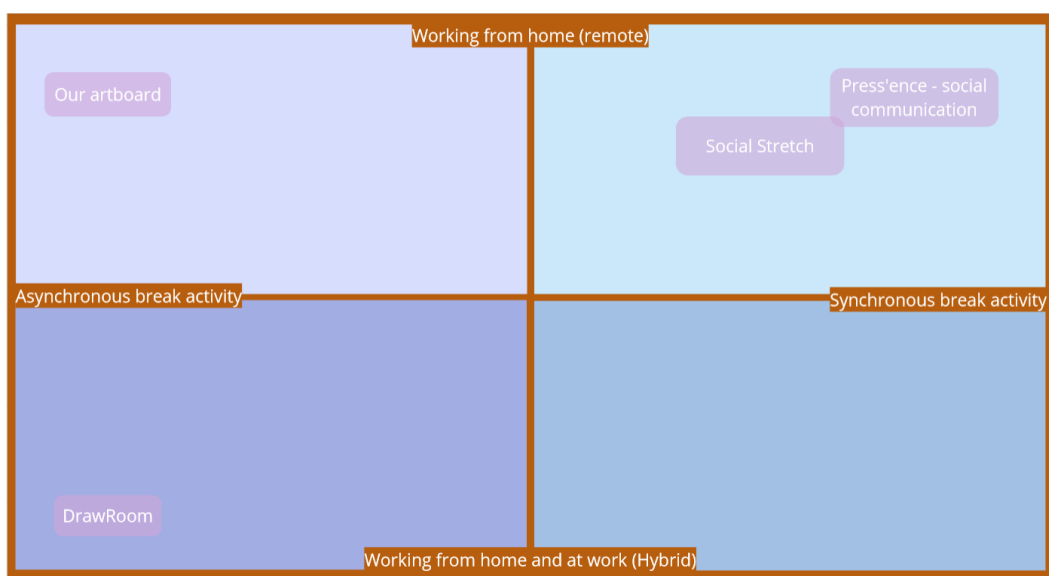 Working from home (remote)
Our artboard
Press'ence - social
communication
Social Stretch
Asynchronous break activity
Synchronous break activity
DrawRoom
Working from home and at work (Hybrid)